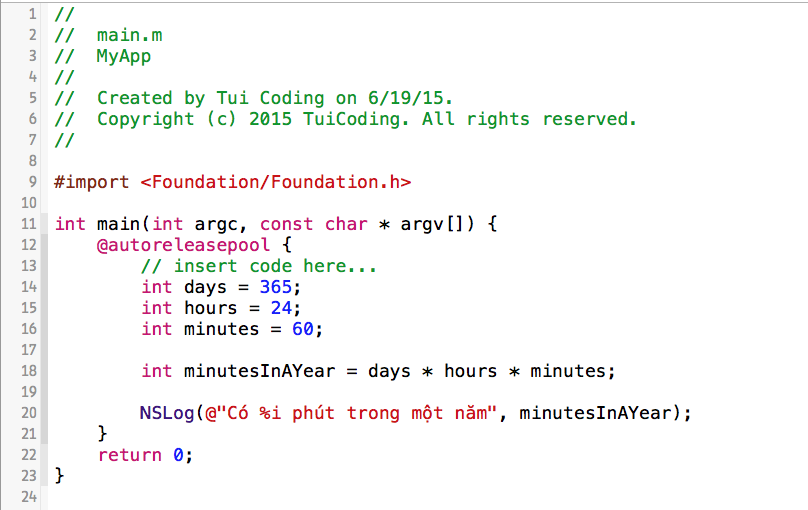 1 //
2 //  main.m
3 //  MyApp
4 //
5 //  Created by Tui Coding on 6/19/15.
6 //  Copyright (c) 2015 TuiCoding. All rights reserved.
7 //
8
9 #import <Foundation/Foundation.h>
10
11 int main(int argc, const char * argv[]) {
12     @autoreleasepool {
13         // insert code here...
14         int days = 365;
15         int hours = 24;
16         int minutes = 60;
17
18         int minutesInAYear = days * hours * minutes;
19
20         NSLog(@"Có %i phút trong một năm", minutesInAYear);
21     }
22     return 0;
23 }
24